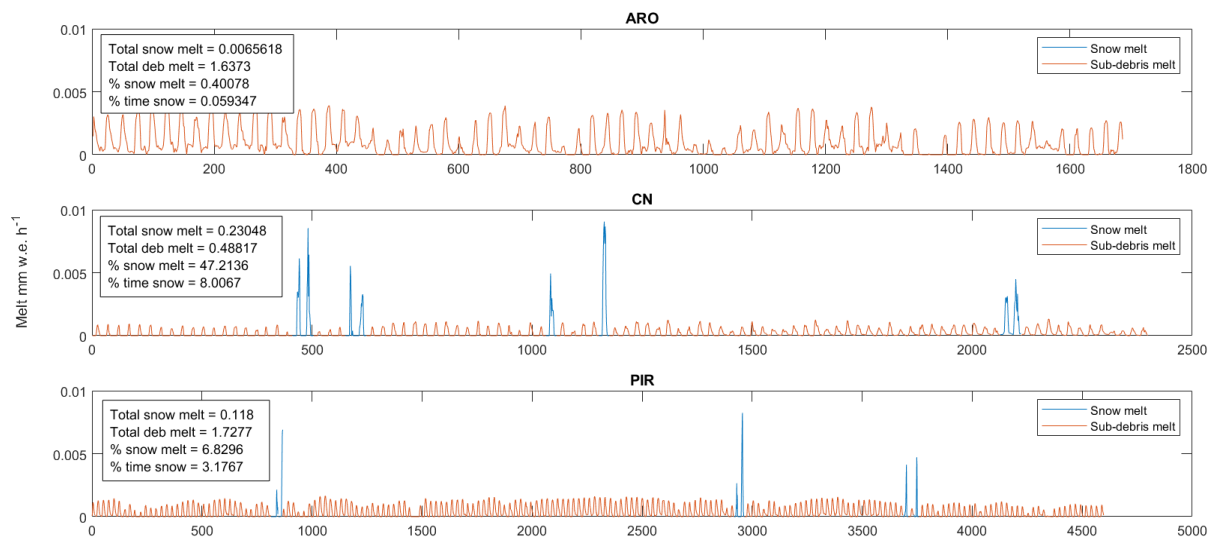 ARO
0.01
0.005
0
Total snow melt = 0.0065618
Total deb melt = 1.6373
% snow melt = 0.40078
% time snow = 0.059347
Snow melt
Sub-debris melt
0 200 400 600 800 1000 1200 1400 1600 1800
CN
Melt mm w.e. h⁻¹
0.01
0.005
0
Total snow melt = 0.23048
Total deb melt = 0.48817
% snow melt = 47.2136
% time snow = 8.0067
Snow melt
Sub-debris melt
0 500 1000 1500 2000 2500
PIR
0.01
0.005
0
Total snow melt = 0.118
Total deb melt = 1.7277
% snow melt = 6.8296
% time snow = 3.1767
Snow melt
Sub-debris melt
0 500 1000 1500 2000 2500 3000 3500 4000 4500 5000